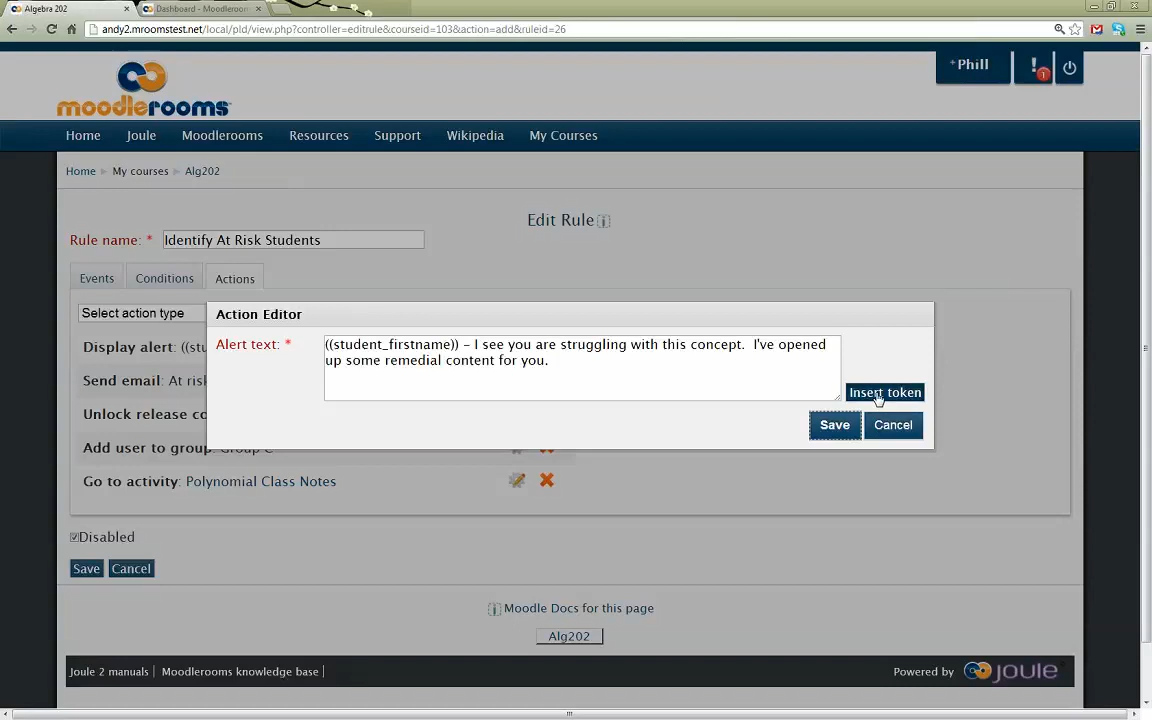 Algebra 202
Dashboard - Moodleroom
andy2.mroomstest.net/local/pld/view.php?controller=editrule&courseid=103&action=add&ruleid=26
moodlerooms
Phill
! 1
Home Joule Moodlerooms Resources Support Wikipedia My Courses
Home My courses Alg202
Edit Rule
Rule name: * Identify At Risk Students
Events Conditions Actions
Select action type
Action Editor
Alert text: * ((student_firstname)) - I see you are struggling with this concept. I've opened
up some remedial content for you.
Insert token
Save Cancel
Display alert: ((stu
Send email: At risk
Unlock release co
Add user to group: Group C
Go to activity: Polynomial Class Notes
Disabled
Save Cancel
Moodle Docs for this page
Alg202
Joule 2 manuals | Moodlerooms knowledge base |
Powered by joule